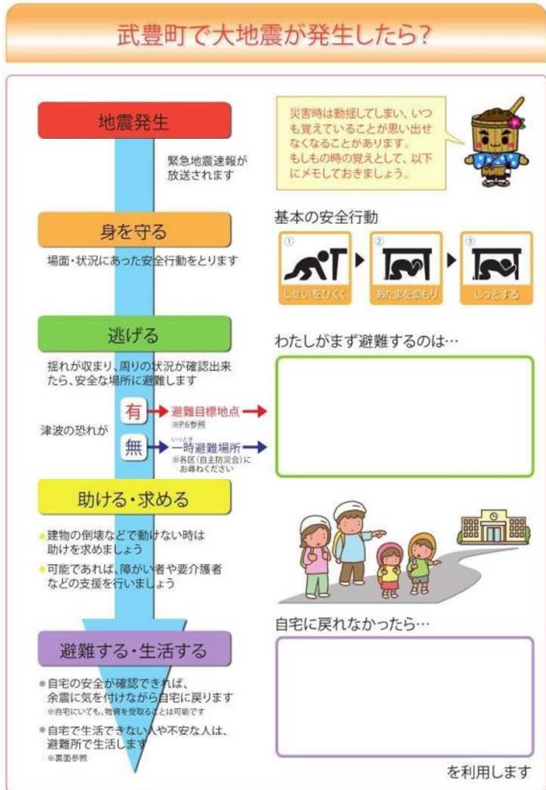 武豊町で大地震が発生したら?
地震発生
緊急地震速報が
放送されます
災害時は動揺してしまい、いつ
も覚えていることが思い出せ
なくなることがあります。
もしもの時の覚えとして、以下
にメモしておきましょう。
身を守る
場面・状況にあった安全行動をとります
基本の安全行動
①
しせいをひくく
②
あたまをまもり
③
じっとする
逃げる
揺れが収まり、周りの状況が確認出来
たら、安全な場所に避難します
津波の恐れが
有
避難目標地点
※P.6参照
無
いっとき
一時避難場所
※各区(自主防災会)に
お尋ねください
わたしがまず避難するのは…
助ける・求める
建物の倒壊などで動けない時は
助けを求めましょう
可能であれば、障がい者や要介護者
などの支援を行いましょう
避難する・生活する
自宅の安全が確認できれば、
余震に気を付けながら自宅に戻ります
※自宅にいても、物資を受取ることは可能です
自宅で生活できない人や不安な人は、
避難所で生活します
※裏面参照
自宅に戻れなかったら…
を利用します